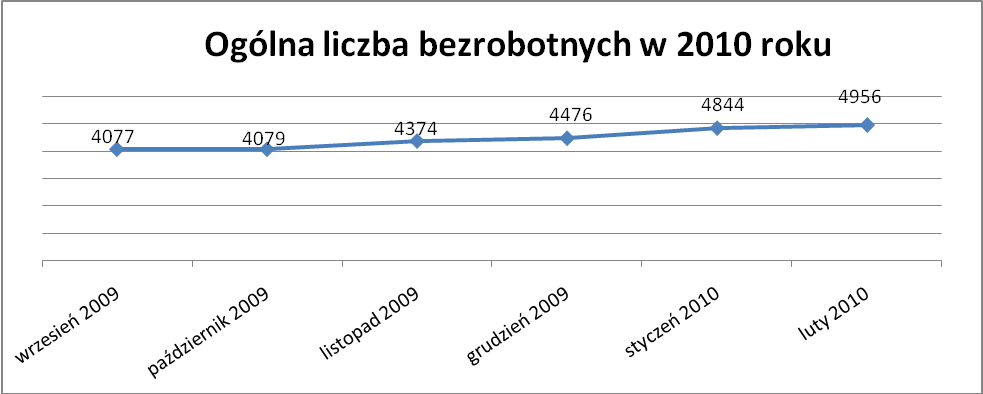 Ogólna liczba bezrobotnych w 2010 roku
4077
4079
4374
4476
4844
4956
wrzesień 2009
październik 2009
listopad 2009
grudzień 2009
styczeń 2010
luty 2010